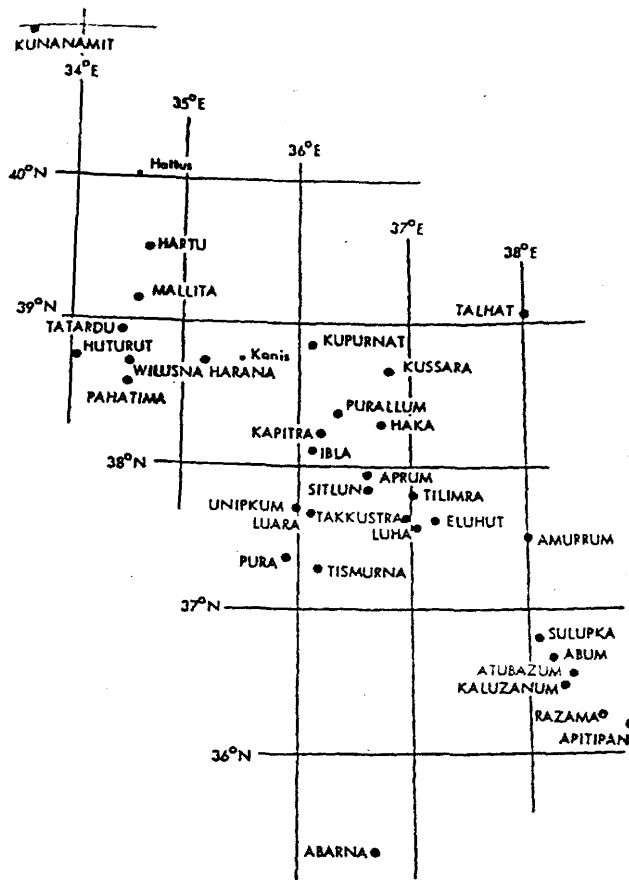 KUNANAMIT
34°E
35°E
36°E
40°N
Hattus
37°E
HARTU
38°E
MALLITA
39°N
TALHAT
TATARDU
HUTURUT
KUPURNAT
WILUSNA HARANA
Kanis
KUSSARA
PAHATIMA
PURALLUM
KAPITRA
HAKA
IBLA
38°N
APRUM
SITLUN
TILIMRA
UNIPKUM
LUARA
TAKKUSTRA
LUHA
ELUHUT
AMURRUM
PURA
TISMURNA
37°N
SULUPKA
ABUM
ATUBAZUM
KALUZANUM
RAZAMA
APITIPAN
36°N
ABARNA